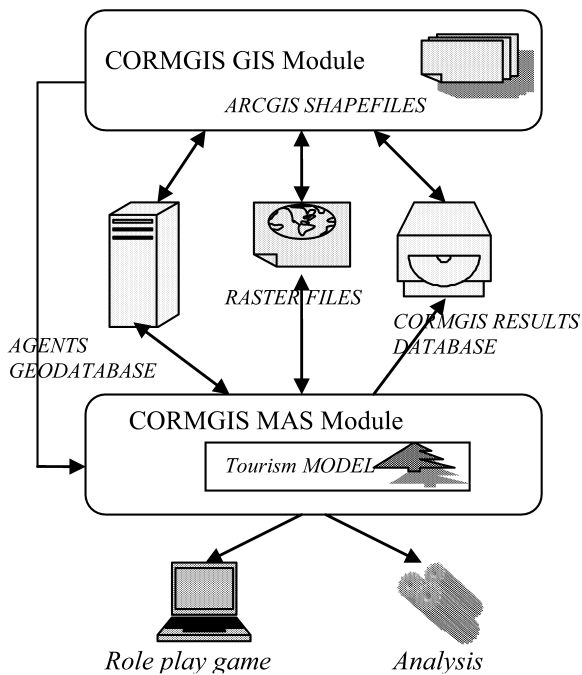 CORMGIS GIS Module
ARCGIS SHAPEFILES
RASTER FILES
CORMGIS RESULTS
DATABASE
AGENTS
GEODATABASE
CORMGIS MAS Module
Tourism MODEL
Role play game
Analysis